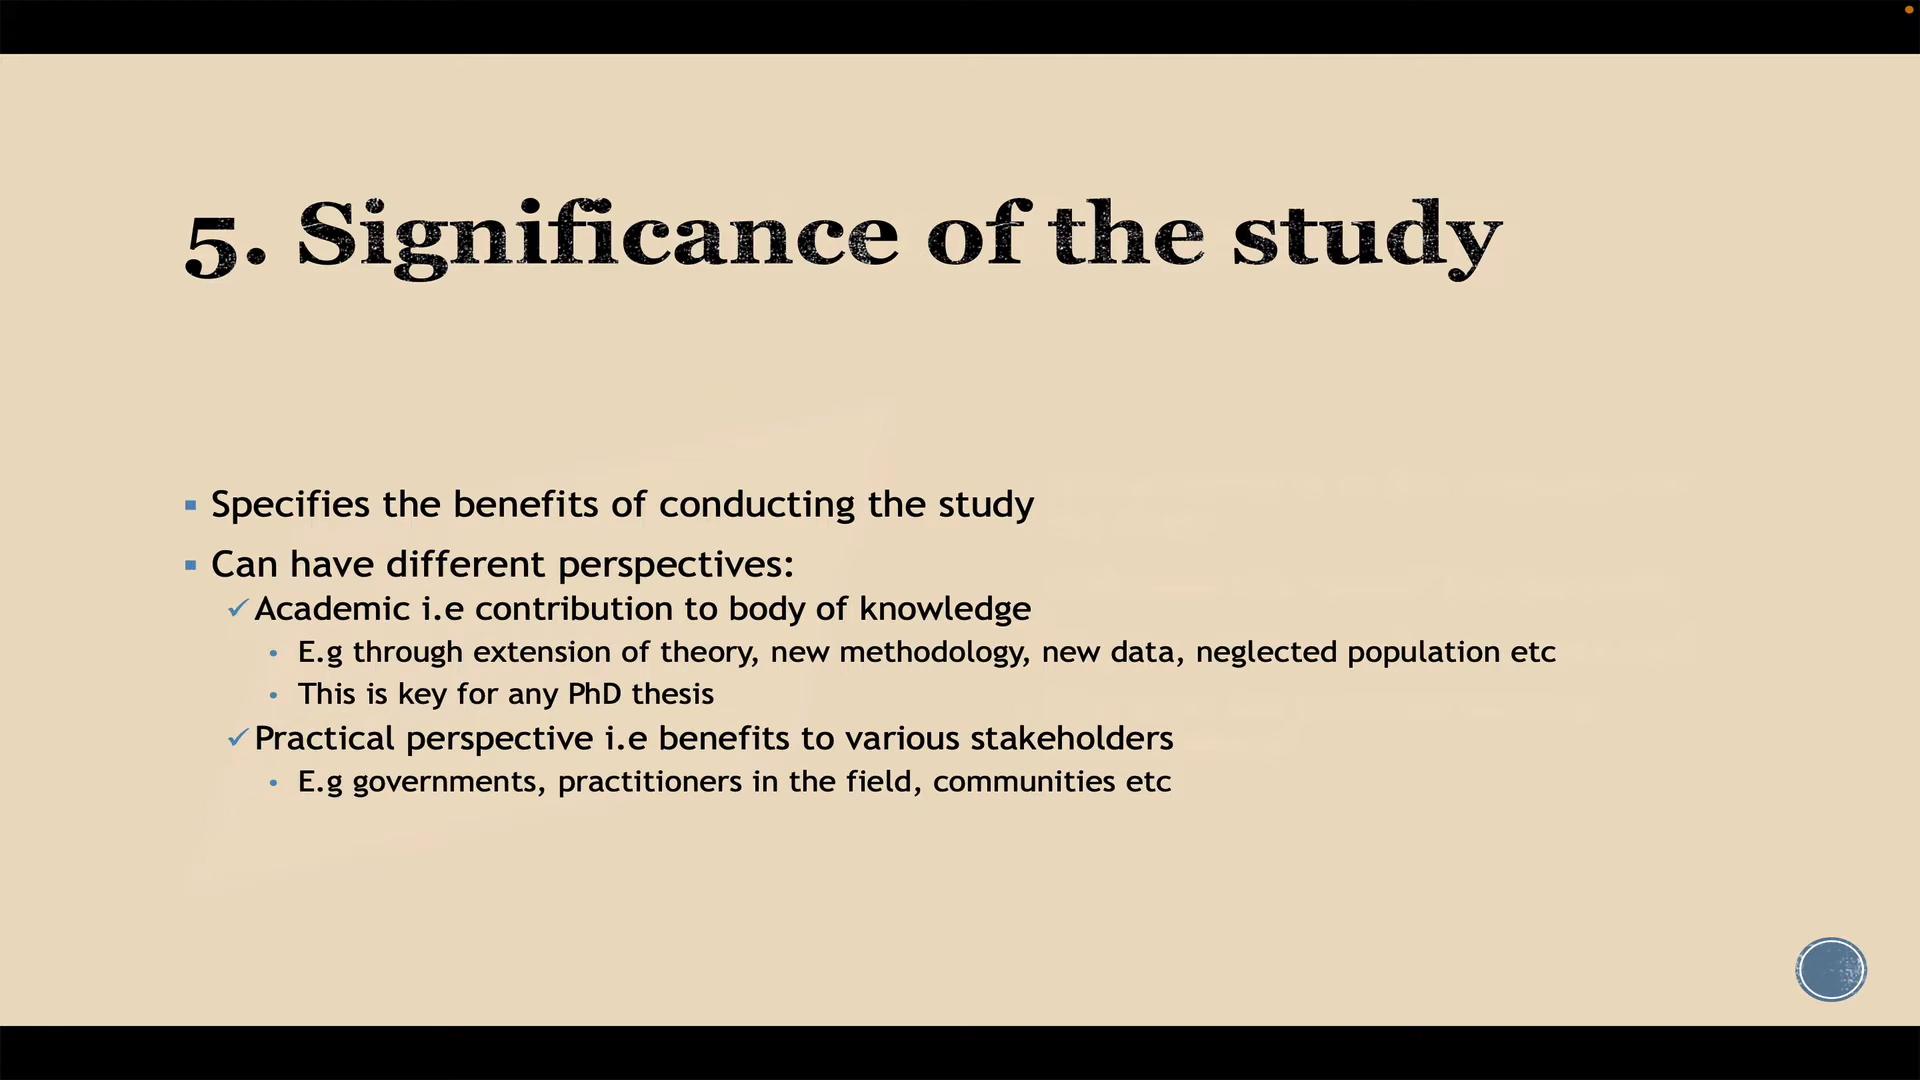 5. Significance of the study
Specifies the benefits of conducting the study
Can have different perspectives:
Academic i.e contribution to body of knowledge
E.g through extension of theory, new methodology, new data, neglected population etc
This is key for any PhD thesis
Practical perspective i.e benefits to various stakeholders
E.g governments, practitioners in the field, communities etc